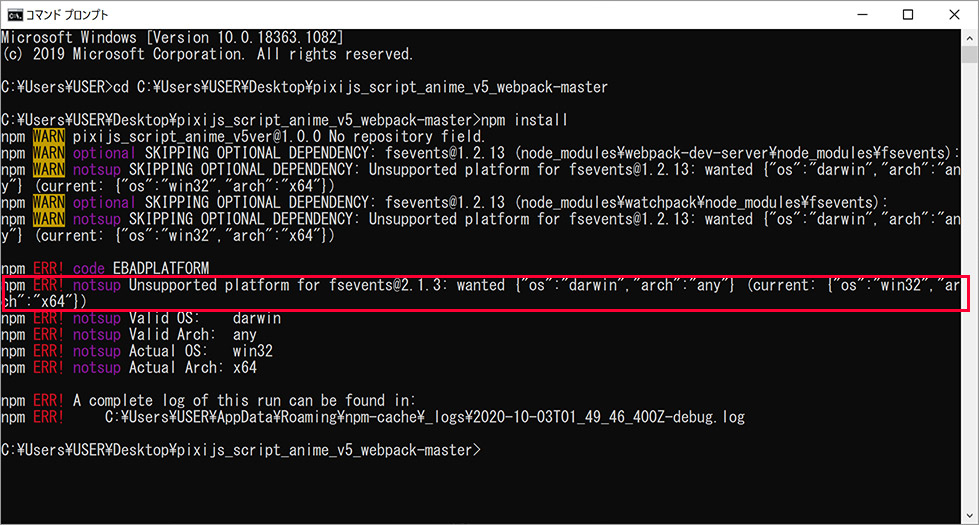 コマンド プロンプト
Microsoft Windows [Version 10.0.18363.1082]
(c) 2019 Microsoft Corporation. All rights reserved.
C:¥Users¥USER>cd C:¥Users¥USER¥Desktop¥pixijs_script_anime_v5_webpack-master
C:¥Users¥USER¥Desktop¥pixijs_script_anime_v5_webpack-master>npm install
npm WARN pixijs_script_anime_v5ver@1.0.0 No repository field.
npm WARN optional SKIPPING OPTIONAL DEPENDENCY: fsevents@1.2.13 (node_modules¥webpack-dev-server¥node_modules¥fsevents):
npm WARN notsup SKIPPING OPTIONAL DEPENDENCY: Unsupported platform for fsevents@1.2.13: wanted {"os":"darwin","arch":"an
y"} (current: {"os":"win32","arch":"x64"})
npm WARN optional SKIPPING OPTIONAL DEPENDENCY: fsevents@1.2.13 (node_modules¥watchpack¥node_modules¥fsevents):
npm WARN notsup SKIPPING OPTIONAL DEPENDENCY: Unsupported platform for fsevents@1.2.13: wanted {"os":"darwin","arch":"an
y"} (current: {"os":"win32","arch":"x64"})
npm ERR! code EBADPLATFORM
npm ERR! notsup Unsupported platform for fsevents@2.1.3: wanted {"os":"darwin","arch":"any"} (current: {"os":"win32","ar
ch":"x64"})
npm ERR! notsup Valid OS:    darwin
npm ERR! notsup Valid Arch:  any
npm ERR! notsup Actual OS:   win32
npm ERR! notsup Actual Arch: x64
npm ERR! A complete log of this run can be found in:
npm ERR!     C:¥Users¥USER¥AppData¥Roaming¥npm-cache¥_logs¥2020-10-03T01_49_46_400Z-debug.log
C:¥Users¥USER¥Desktop¥pixijs_script_anime_v5_webpack-master>